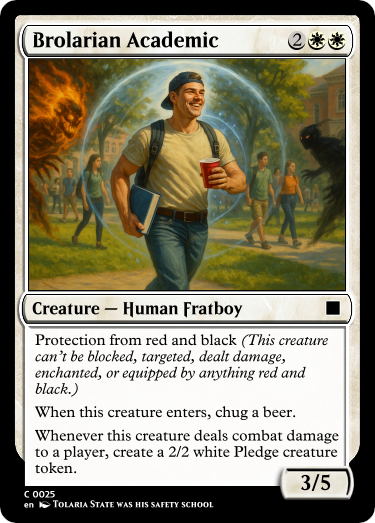 Brolarian Academic 2
Creature — Human Fratboy
Protection from red and black (This creature
can't be blocked, targeted, dealt damage,
enchanted, or equipped by anything red and
black.)
When this creature enters, chug a beer.
Whenever this creature deals combat damage
to a player, create a 2/2 white Pledge creature
token.
3/5
C 0025
en Tolaria State was his safety school